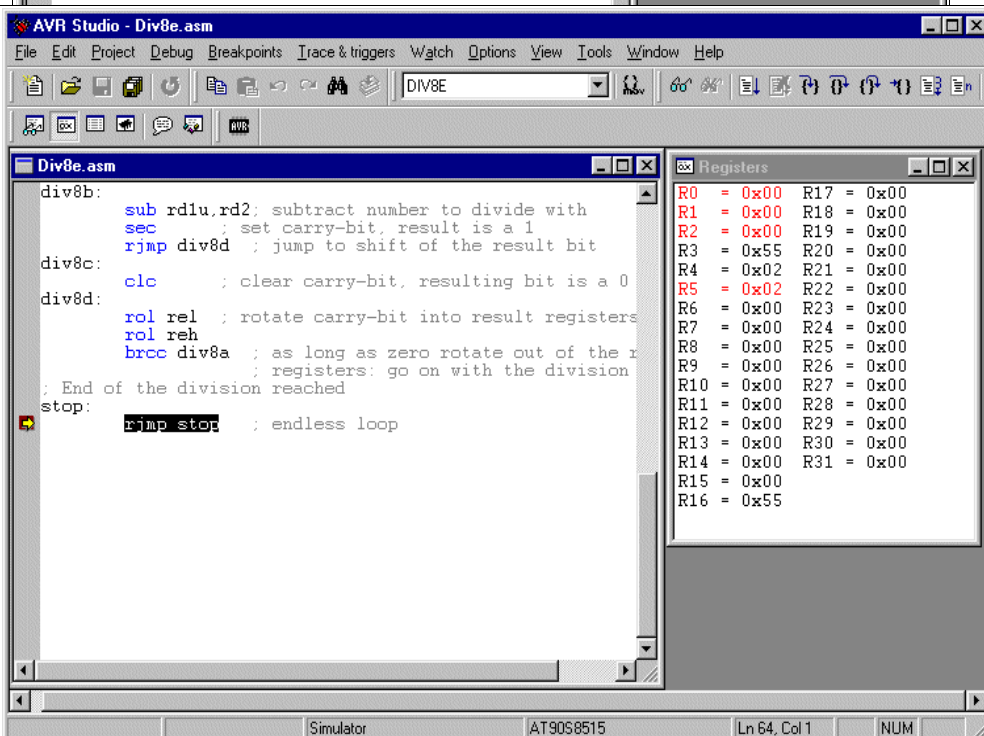 AVR Studio - Div8e.asm
File Edit Project Debug Breakpoints Trace & triggers Watch Options View Tools Window Help
DIV8E
AVR
Div8e.asm
div8b:
sub rd1u,rd2; subtract number to divide with
sec ; set carry-bit, result is a 1
rjmp div8d ; jump to shift of the result bit
div8c:
clc ; clear carry-bit, resulting bit is a 0
div8d:
rol rel ; rotate carry-bit into result registers
rol reh
brcc div8a ; as long as zero rotate out of the r
; registers: go on with the division
; End of the division reached
stop:
rjmp stop ; endless loop
Registers
R0 = 0x00 R17 = 0x00
R1 = 0x00 R18 = 0x00
R2 = 0x00 R19 = 0x00
R3 = 0x55 R20 = 0x00
R4 = 0x02 R21 = 0x00
R5 = 0x02 R22 = 0x00
R6 = 0x00 R23 = 0x00
R7 = 0x00 R24 = 0x00
R8 = 0x00 R25 = 0x00
R9 = 0x00 R26 = 0x00
R10 = 0x00 R27 = 0x00
R11 = 0x00 R28 = 0x00
R12 = 0x00 R29 = 0x00
R13 = 0x00 R30 = 0x00
R14 = 0x00 R31 = 0x00
R15 = 0x00
R16 = 0x55
Simulator AT90S8515 Ln 64, Col 1 NUM